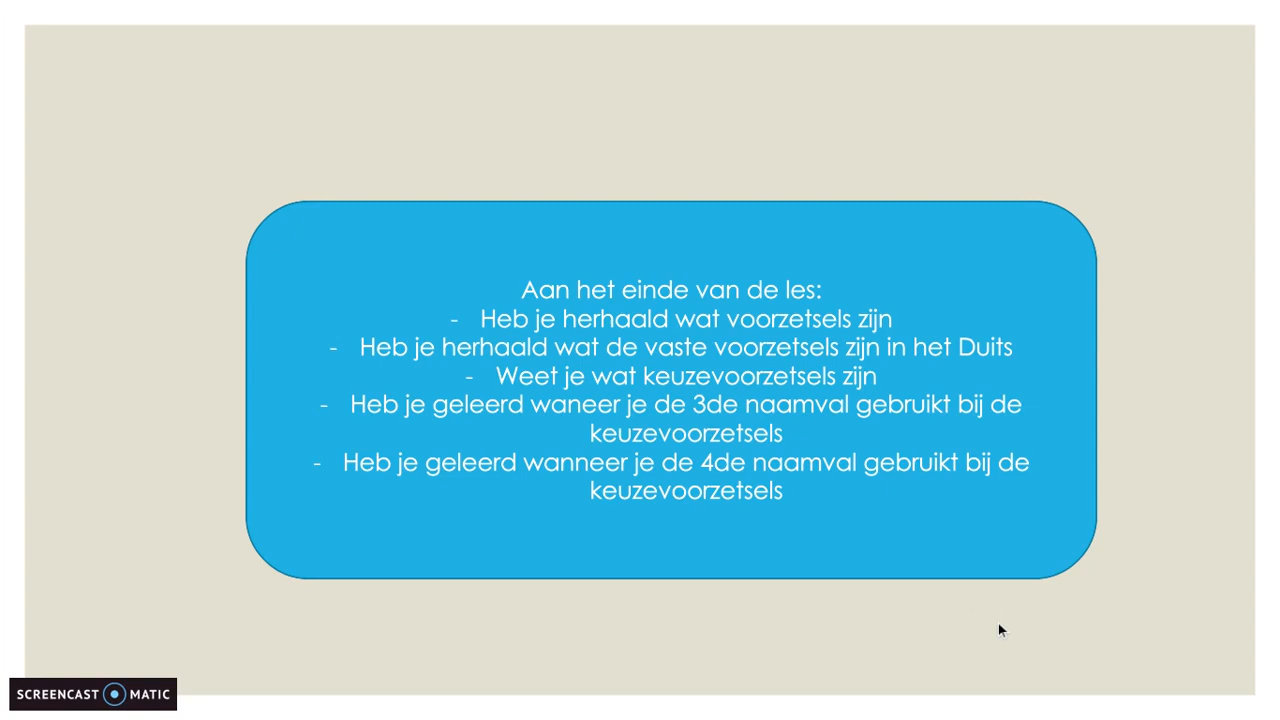 Aan het einde van de les:
- Heb je herhaald wat voorzetsels zijn
- Heb je herhaald wat de vaste voorzetsels zijn in het Duits
- Weet je wat keuzevoorzetsels zijn
- Heb je geleerd waneer je de 3de naamval gebruikt bij de
keuzevoorzetsels
- Heb je geleerd wanneer je de 4de naamval gebruikt bij de
keuzevoorzetsels
SCREENCAST MATIC